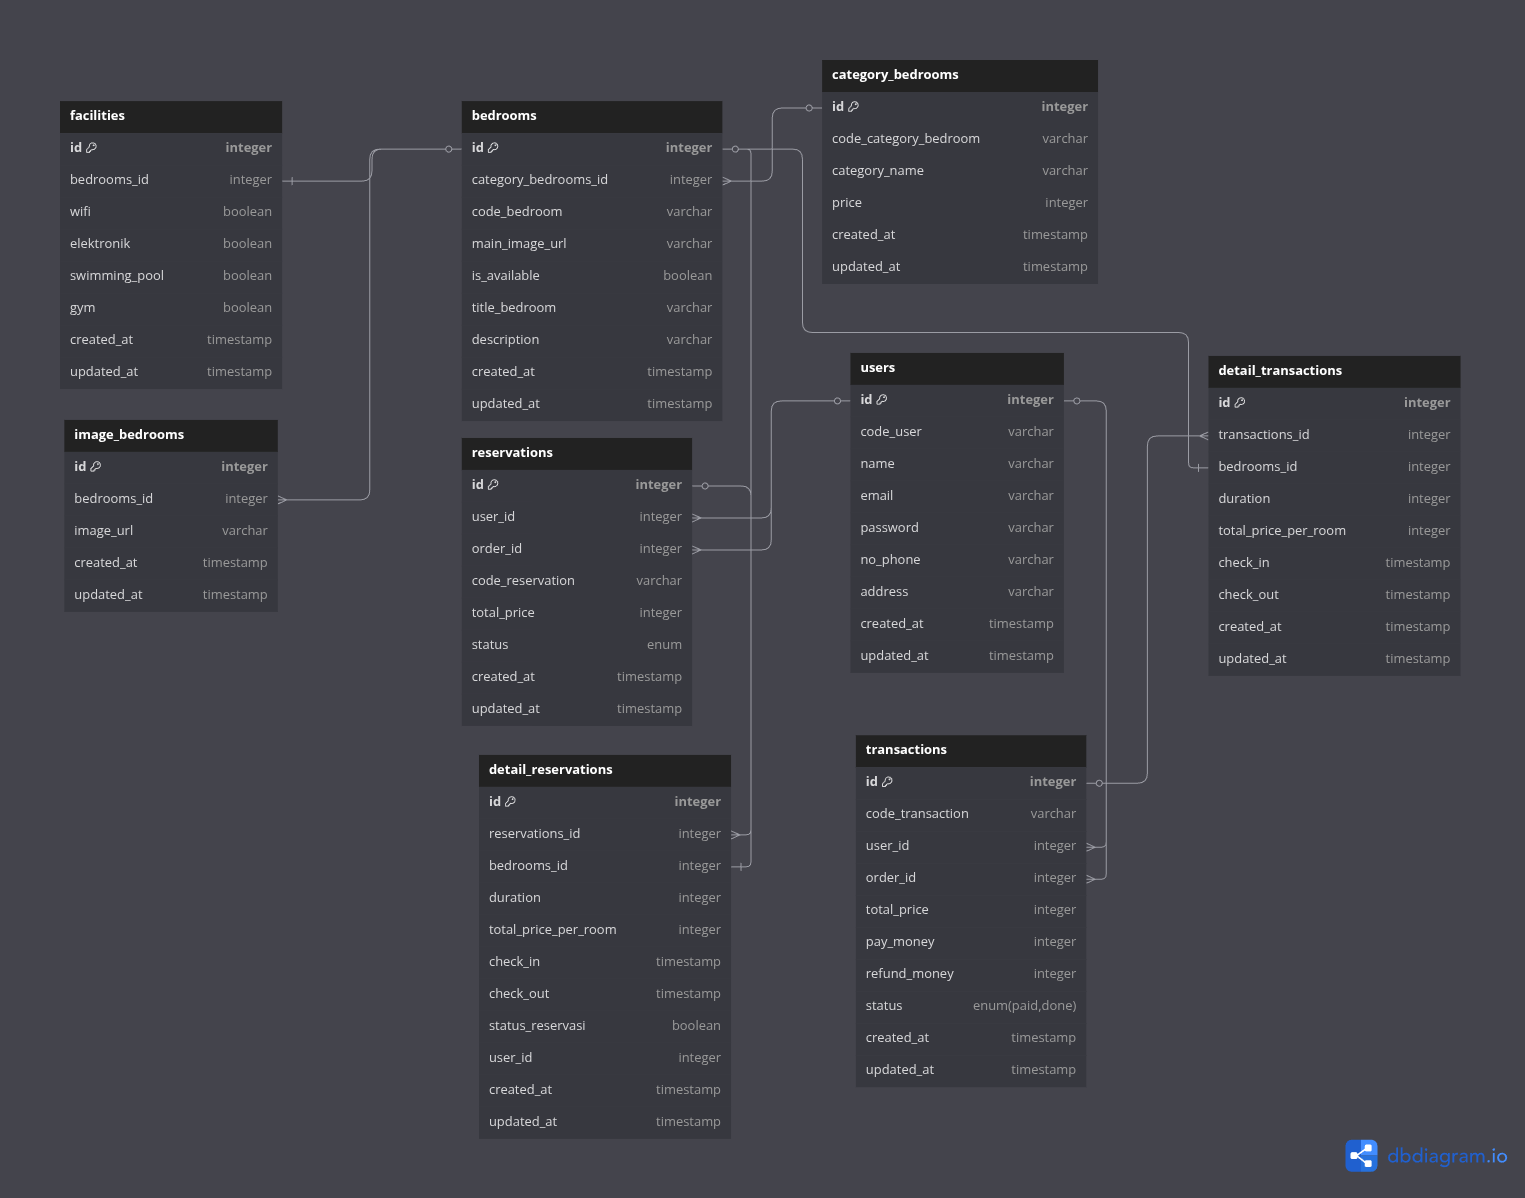 facilities
id integer
bedrooms_id integer
wifi boolean
elektronik boolean
swimming_pool boolean
gym boolean
created_at timestamp
updated_at timestamp
image_bedrooms
id integer
bedrooms_id integer
image_url varchar
created_at timestamp
updated_at timestamp
bedrooms
id integer
category_bedrooms_id integer
code_bedroom varchar
main_image_url varchar
is_available boolean
title_bedroom varchar
description varchar
created_at timestamp
updated_at timestamp
reservations
id integer
user_id integer
order_id integer
code_reservation varchar
total_price integer
status enum
created_at timestamp
updated_at timestamp
detail_reservations
id integer
reservations_id integer
bedrooms_id integer
duration integer
total_price_per_room integer
check_in timestamp
check_out timestamp
status_reservasi boolean
user_id integer
created_at timestamp
updated_at timestamp
category_bedrooms
id integer
code_category_bedroom varchar
category_name varchar
price integer
created_at timestamp
updated_at timestamp
users
id integer
code_user varchar
name varchar
email varchar
password varchar
no_phone varchar
address varchar
created_at timestamp
updated_at timestamp
transactions
id integer
code_transaction varchar
user_id integer
order_id integer
total_price integer
pay_money integer
refund_money integer
status enum(paid,done)
created_at timestamp
updated_at timestamp
detail_transactions
id integer
transactions_id integer
bedrooms_id integer
duration integer
total_price_per_room integer
check_in timestamp
check_out timestamp
created_at timestamp
updated_at timestamp
dbdiagram.io